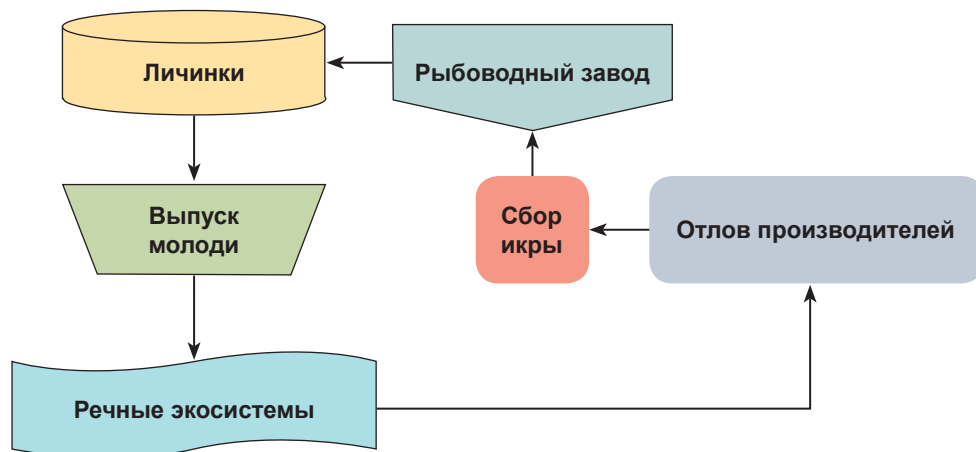 Личинки
Рыбоводный завод
Выпуск
молоди
Сбор
икры
Отлов производителей
Речные экосистемы